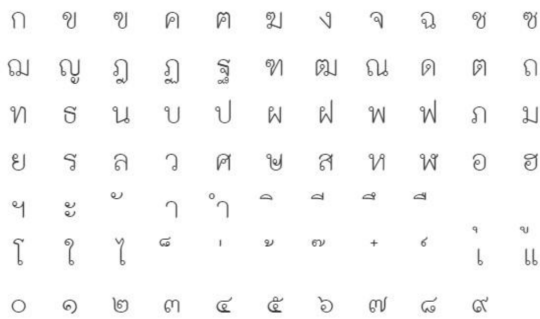 ก ข ฃ ค ฅ ฆ ง จ ฉ ช ซ
ฌ ญ ฎ ฏ ฐ ฑ ฒ ณ ด ต ถ
ท ธ น บ ป ผ ฝ พ ฟ ภ ม
ย ร ล ว ศ ษ ส ห ฬ อ ฮ
ฯ ะ ั า ำ ิ ี ึ ื
โ ใ ไ ็ ่ ้ ๊ ๋ ์ เ แ
๐ ๑ ๒ ๓ ๔ ๕ ๖ ๗ ๘ ๙